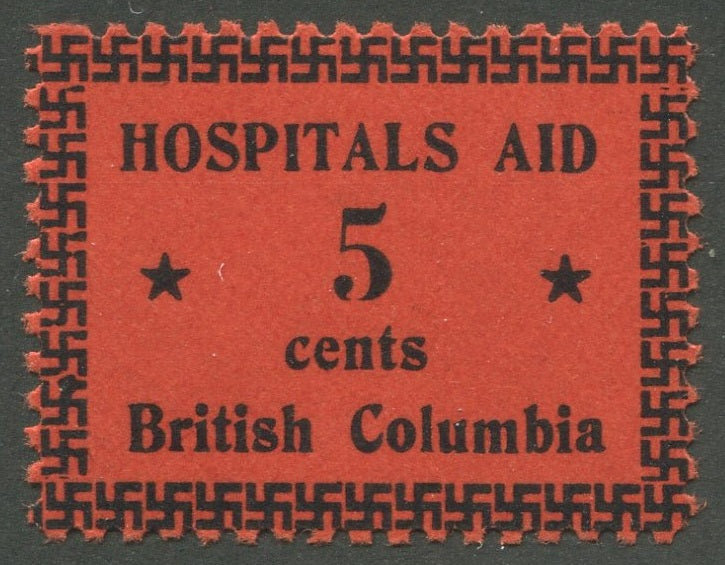 HOSPITALS AID
5
cents
British Columbia